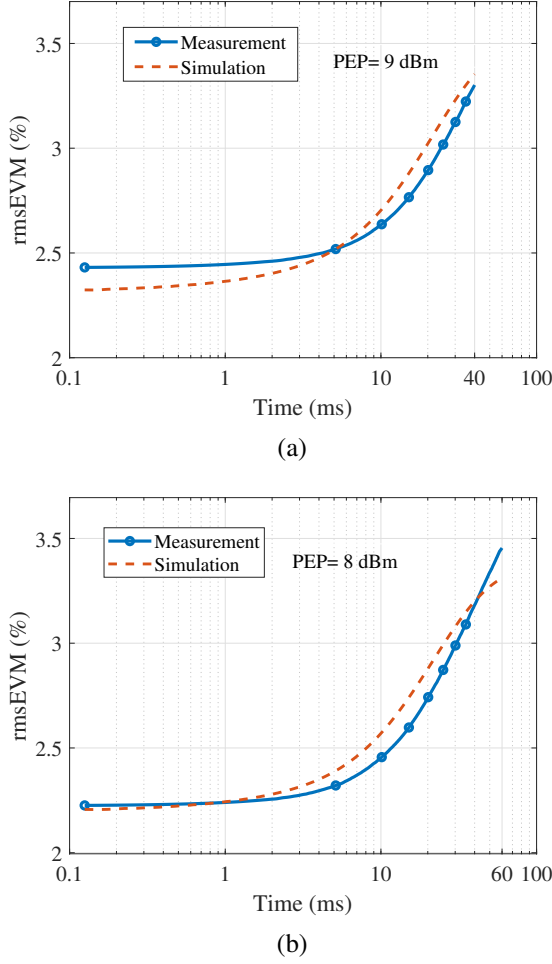 3.5
Measurement
Simulation
PEP= 9 dBm
3
rmsEVM (%)
2.5
2
0.1 1 10 40 100
Time (ms)
(a)
3.5
Measurement
Simulation
PEP= 8 dBm
3
rmsEVM (%)
2.5
2
0.1 1 10 60 100
Time (ms)
(b)